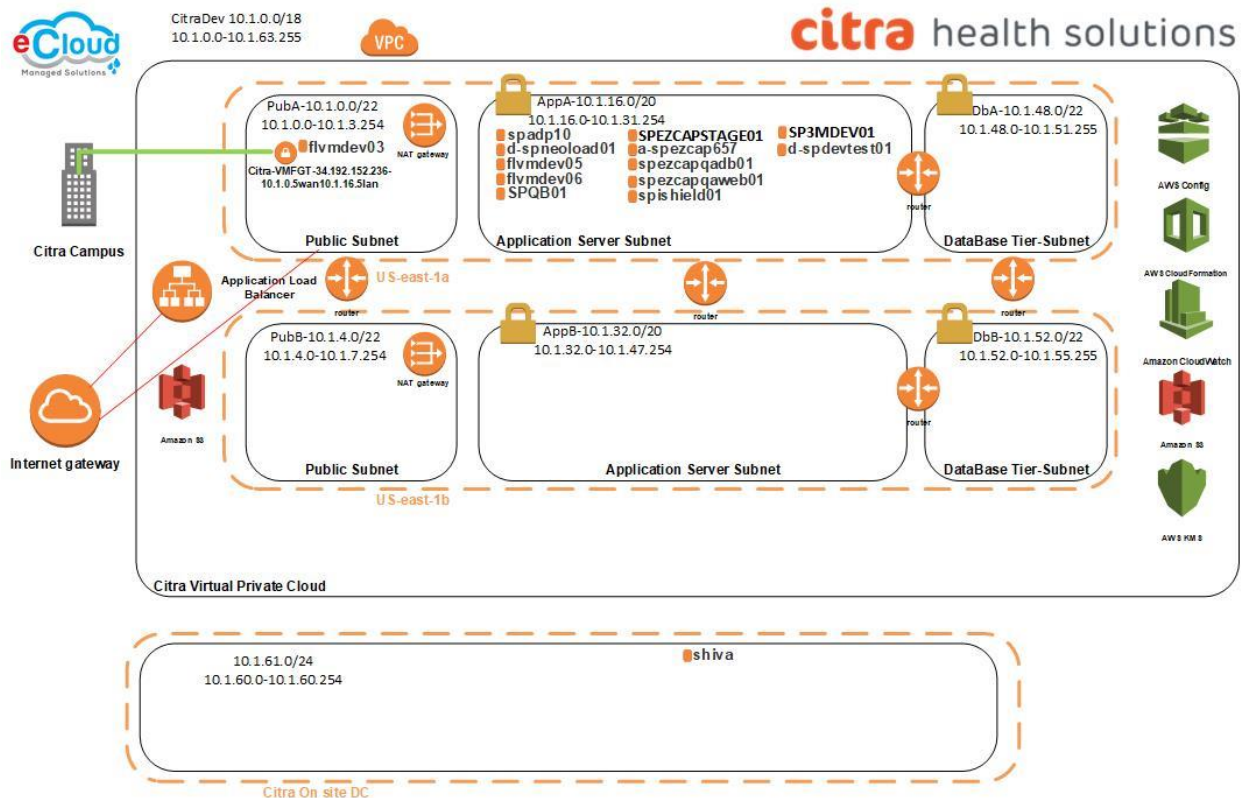 eCloud
Managed Solutions
CitraDev 10.1.0.0/18
10.1.0.0-10.1.63.255
VPC
citra health solutions
PubA-10.1.0.0/22
10.1.0.0-10.1.3.254
flvmdev03
NAT gateway
Citra-VMFGT-34.192.152.236-
10.1.0.5wan10.1.16.5lan
Public Subnet
AppA-10.1.16.0/20
10.1.16.0-10.1.31.254
spadp10
d-spneoload01
flvmdev05
flvmdev06
SPQB01
SPEZCAPSTAGE01
a-spezcap657
spezcapqadb01
spezcapqaweb01
spishield01
SP3MDEV01
d-spdevtest01
Application Server Subnet
router
DbA-10.1.48.0/22
10.1.48.0-10.1.51.255
DataBase Tier-Subnet
AWS Config
Citra Campus
Application Load
Balancer
router
US-east-1a
router
router
AWS CloudFormation
PubB-10.1.4.0/22
10.1.4.0-10.1.7.254
NAT gateway
Public Subnet
AppB-10.1.32.0/20
10.1.32.0-10.1.47.254
Application Server Subnet
router
DbB-10.1.52.0/22
10.1.52.0-10.1.55.255
DataBase Tier-Subnet
Amazon CloudWatch
Amazon S3
Amazon S3
Internet gateway
US-east-1b
AWS KMS
Citra Virtual Private Cloud
10.1.61.0/24
10.1.60.0-10.1.60.254
shiva
Citra On site DC